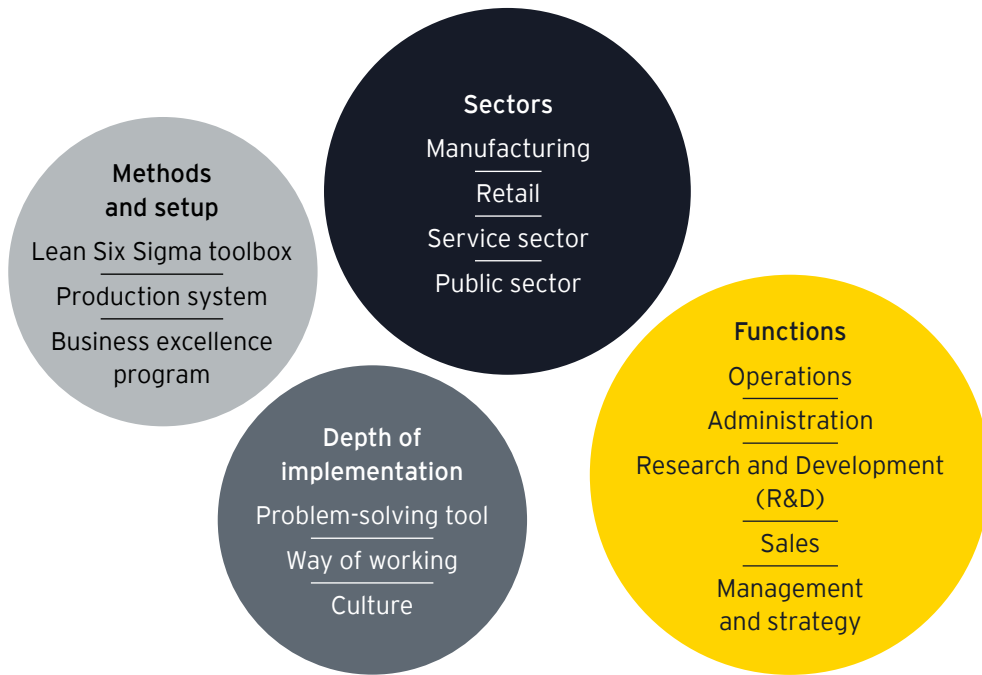 Methods
and setup
Lean Six Sigma toolbox
Production system
Business excellence
program
Sectors
Manufacturing
Retail
Service sector
Public sector
Depth of
implementation
Problem-solving tool
Way of working
Culture
Functions
Operations
Administration
Research and Development
(R&D)
Sales
Management
and strategy